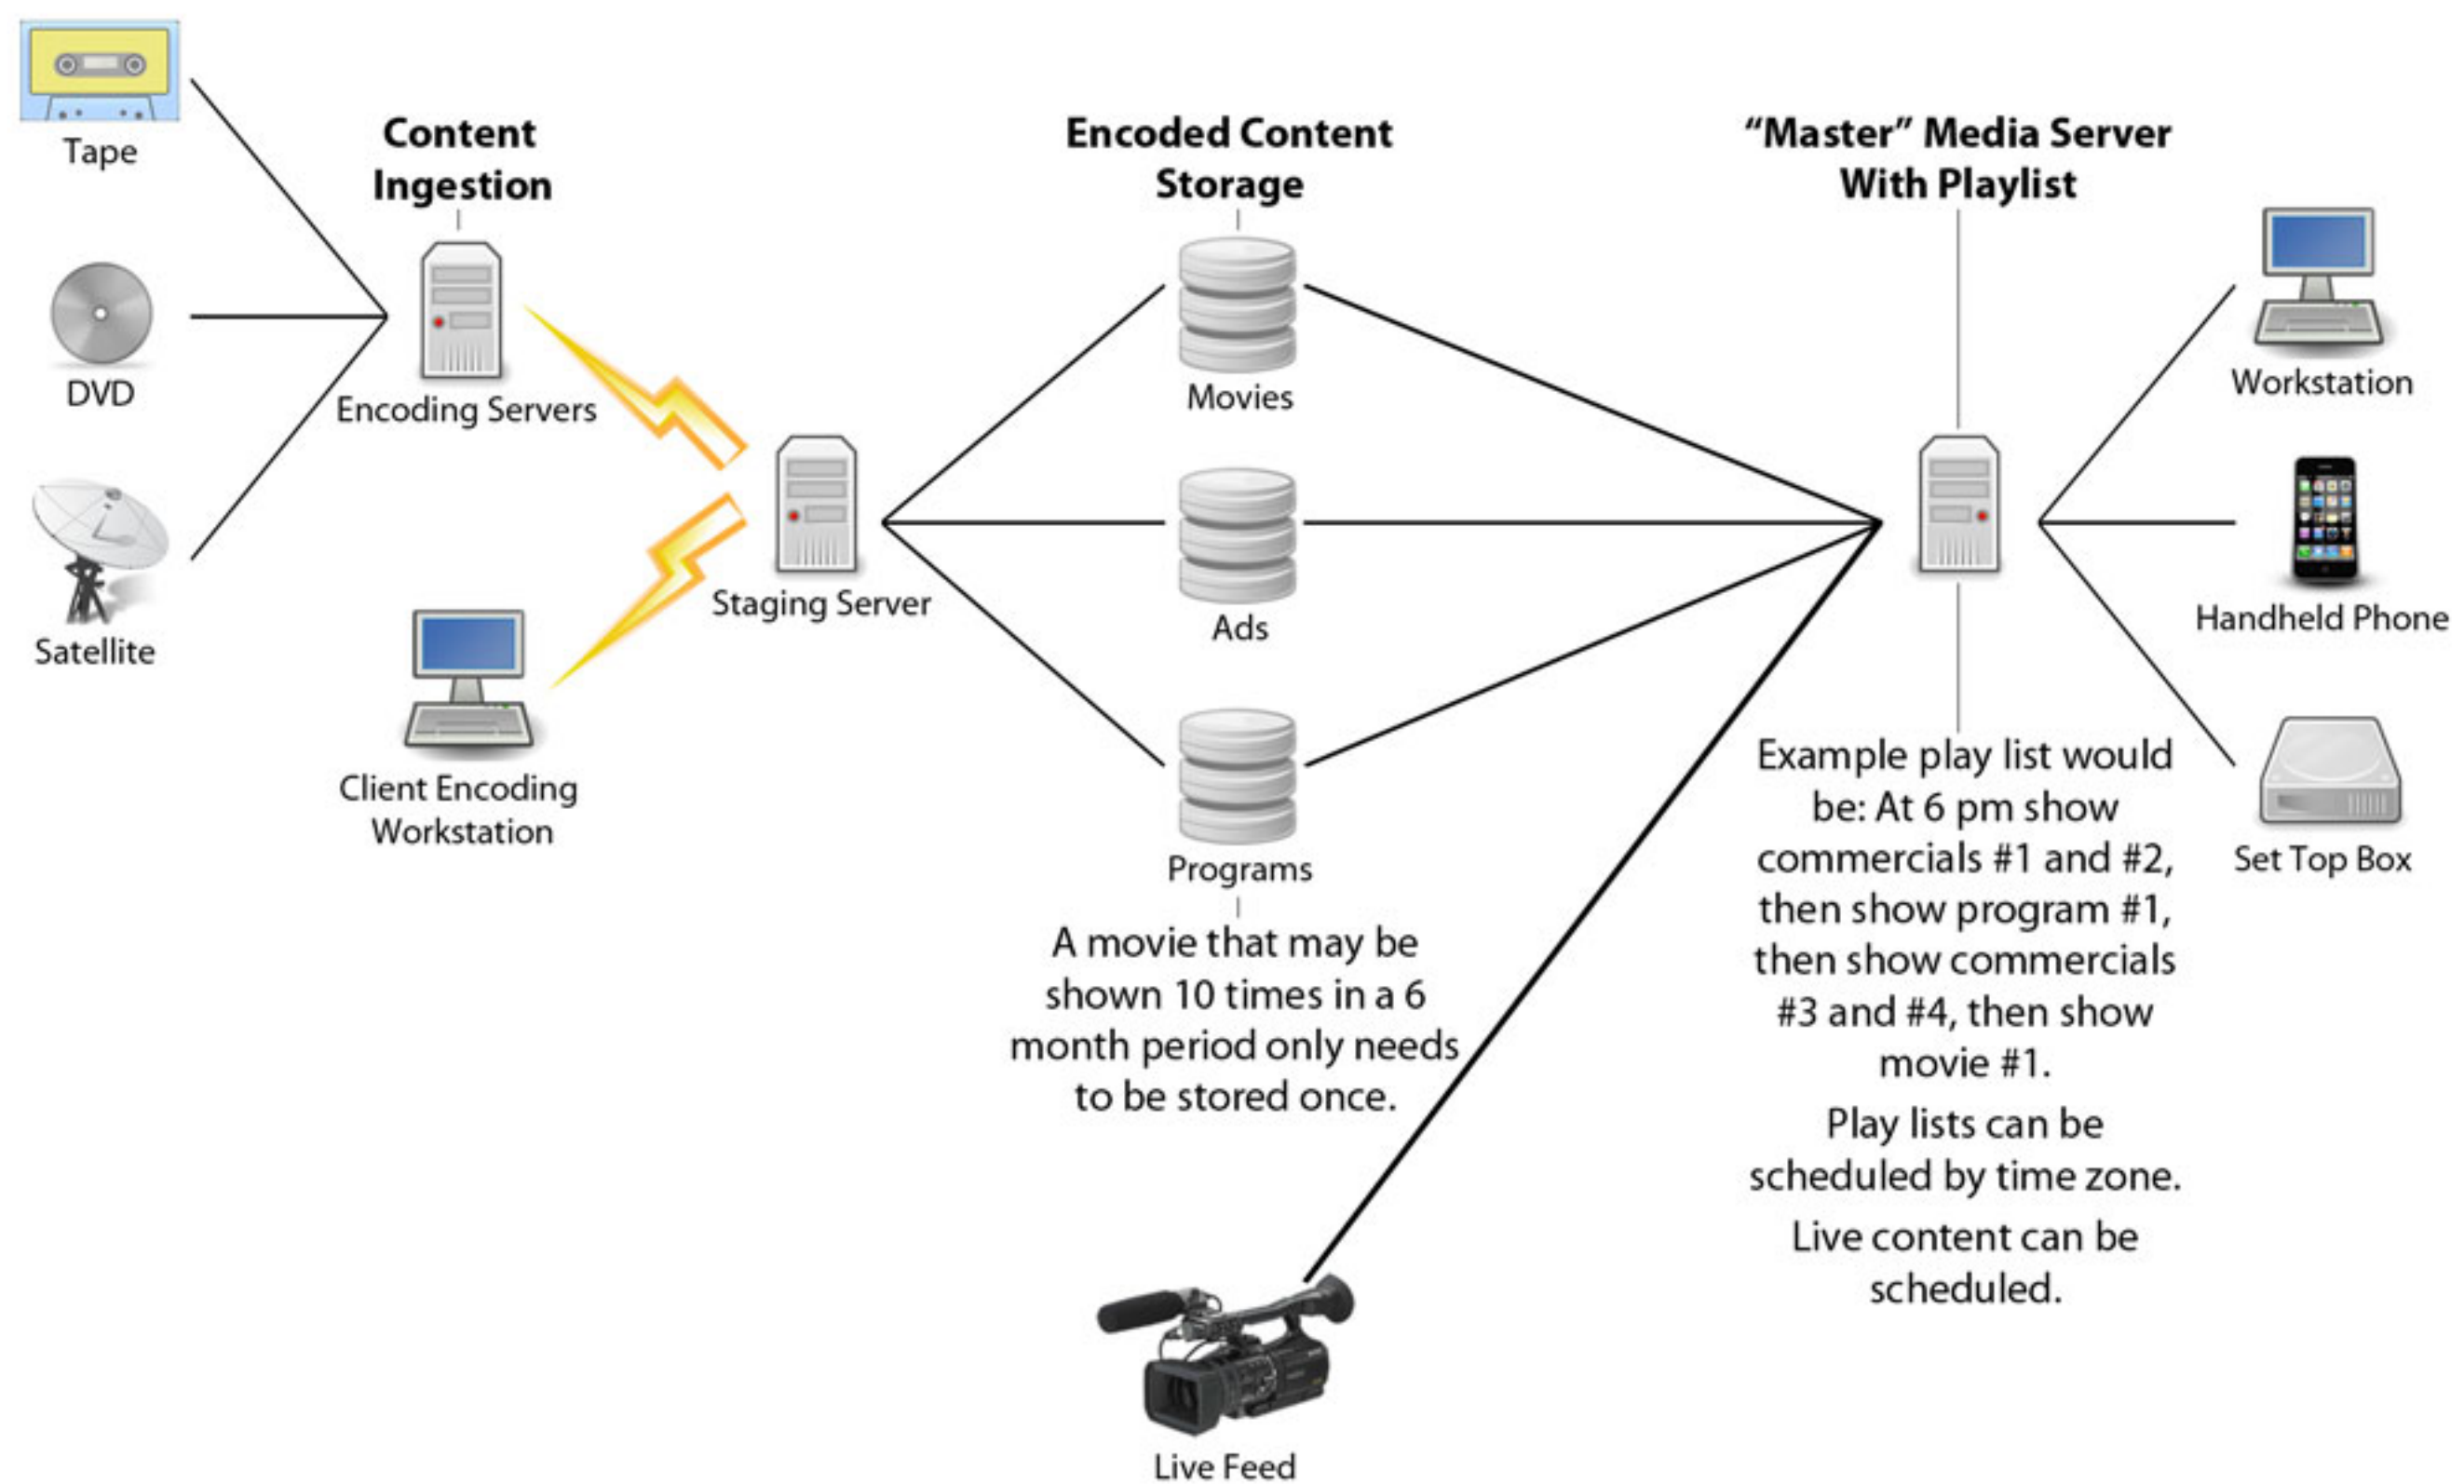 Tape
DVD
Satellite
Content
Ingestion
Encoding Servers
Client Encoding
Workstation
Staging Server
Encoded Content
Storage
Movies
Ads
Programs
A movie that may be
shown 10 times in a 6
month period only needs
to be stored once.
Live Feed
“Master” Media Server
With Playlist
Example play list would
be: At 6 pm show
commercials #1 and #2,
then show program #1,
then show commercials
#3 and #4, then show
movie #1.
Play lists can be
scheduled by time zone.
Live content can be
scheduled.
Workstation
Handheld Phone
Set Top Box